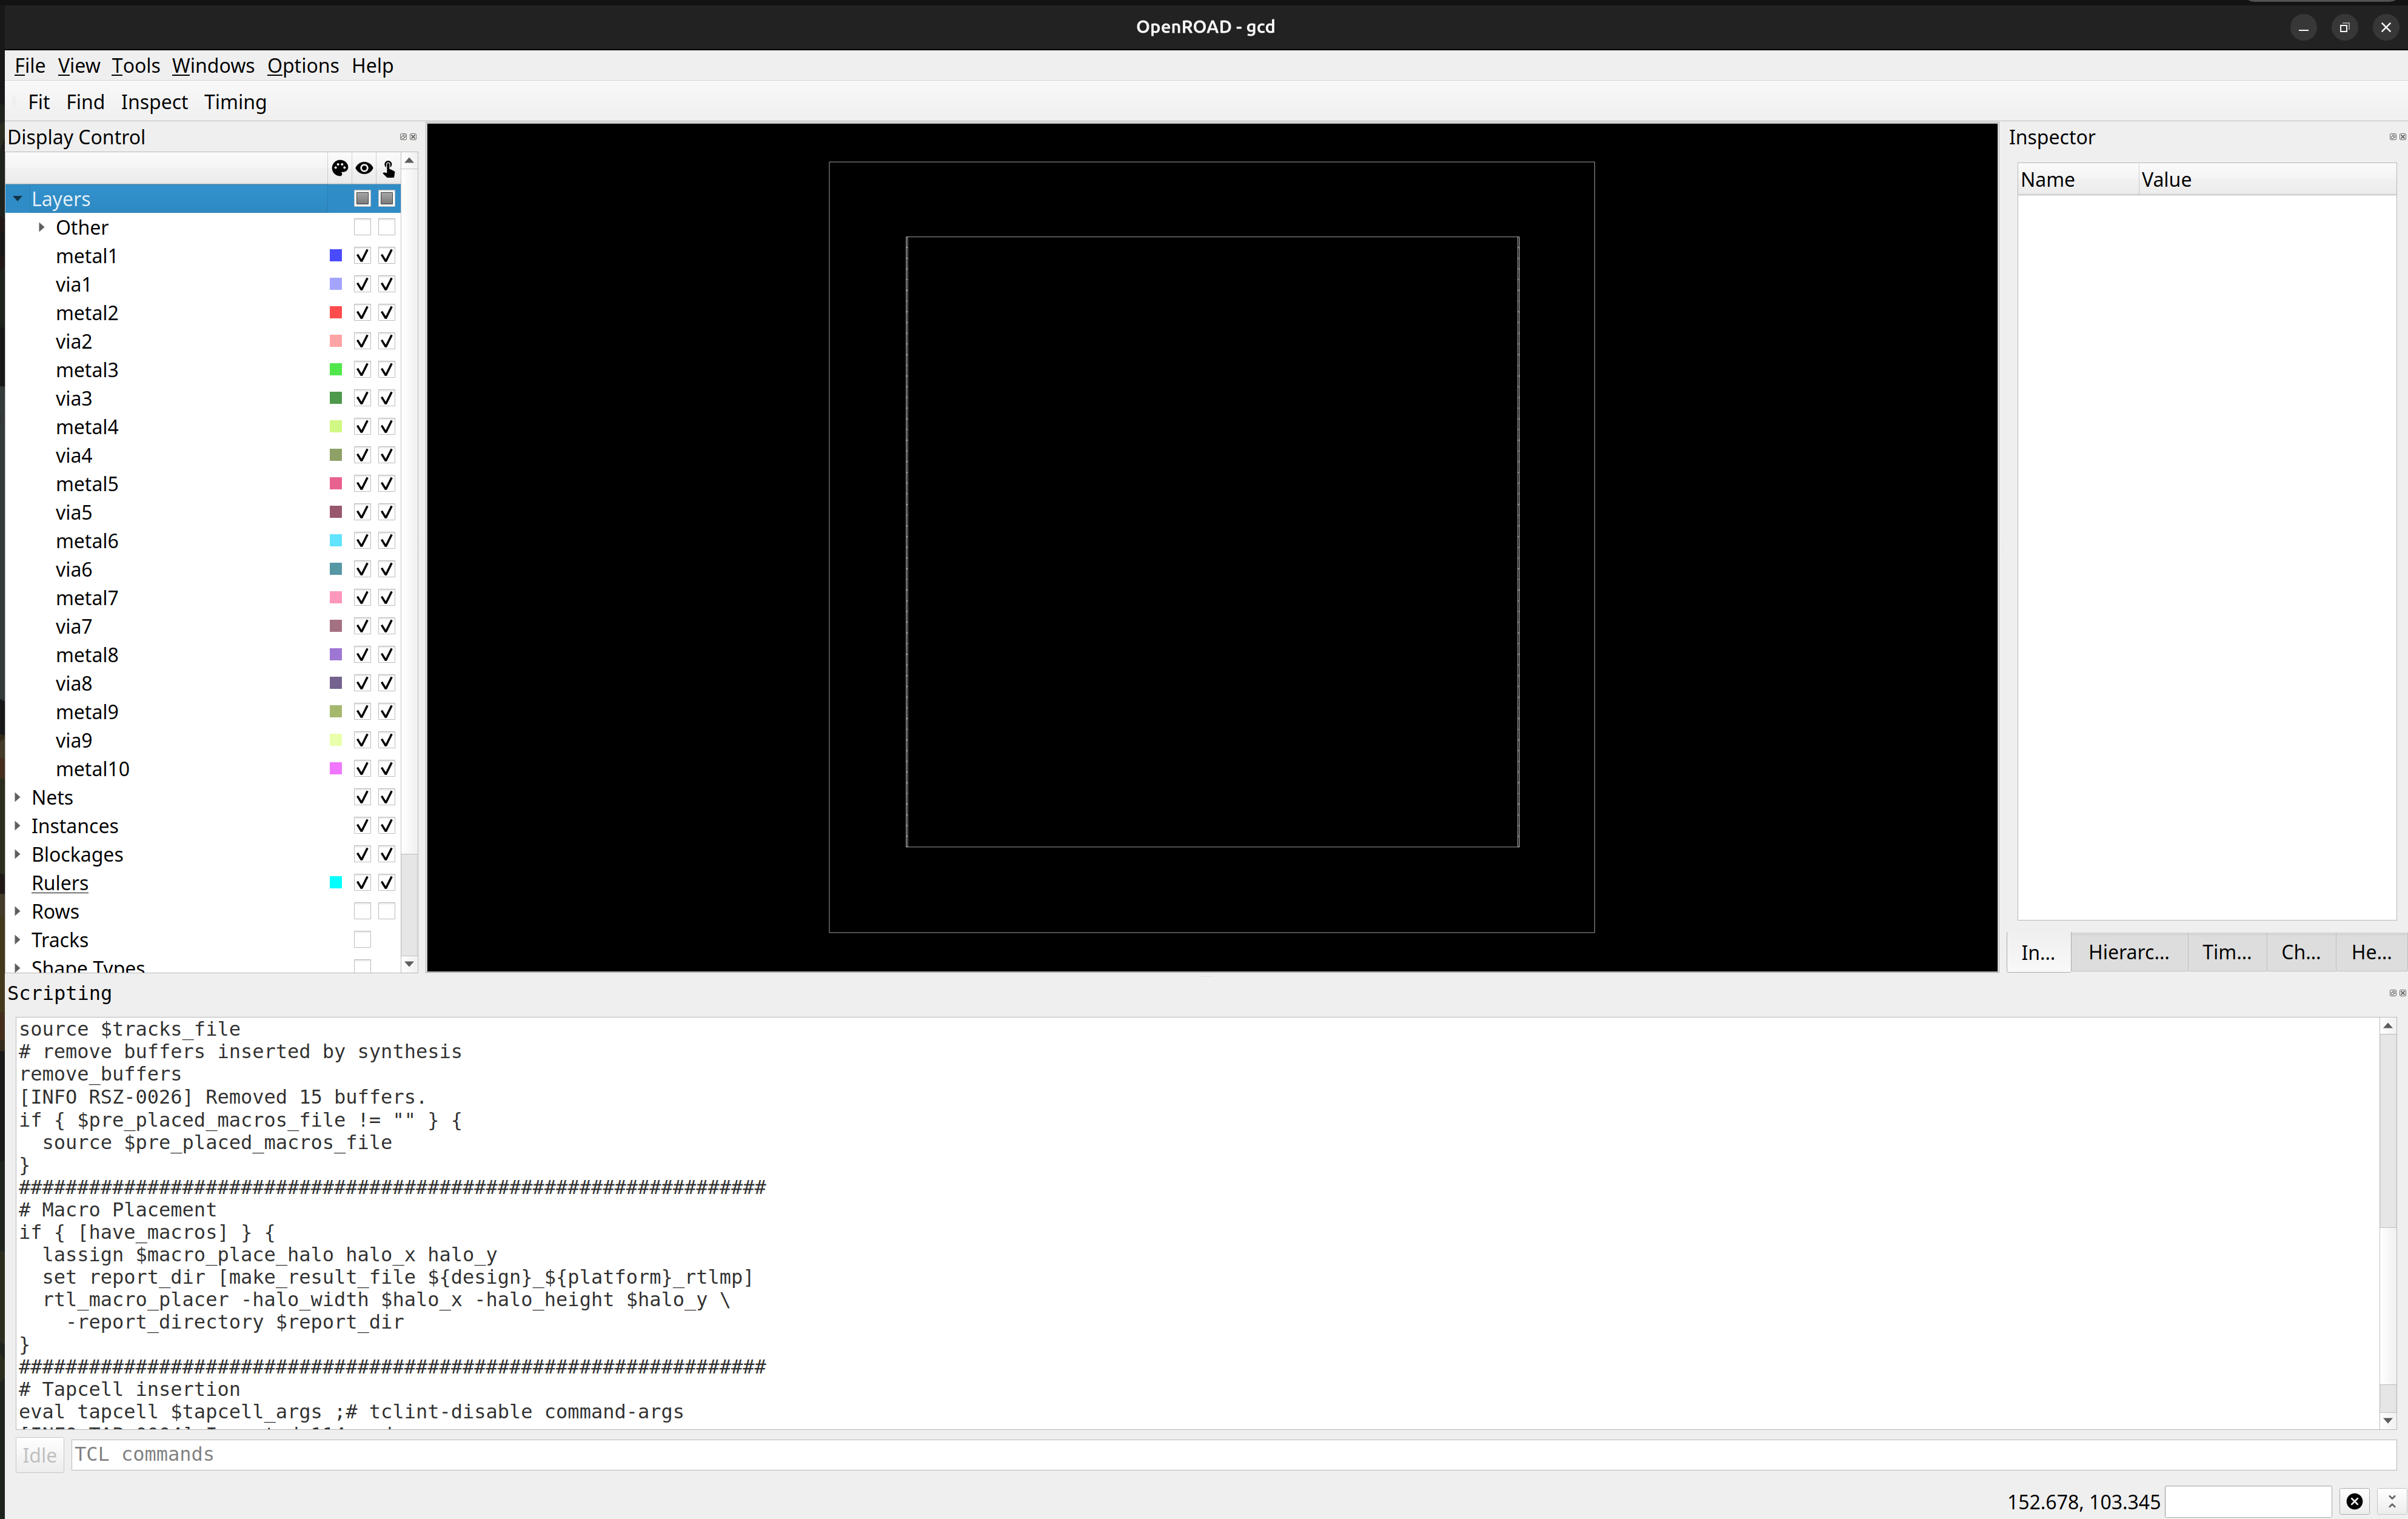 OpenROAD - gcd
File View Tools Windows Options Help
Fit Find Inspect Timing
Display Control
Layers
Other
metal1
via1
metal2
via2
metal3
via3
metal4
via4
metal5
via5
metal6
via6
metal7
via7
metal8
via8
metal9
via9
metal10
Nets
Instances
Blockages
Rulers
Rows
Tracks
Shape Types
Inspector
Name Value
In... Hierarc... Tim... Ch... He...
Scripting
source $tracks_file
# remove buffers inserted by synthesis
remove_buffers
[INFO RSZ-0026] Removed 15 buffers.
if { $pre_placed_macros_file != "" } {
  source $pre_placed_macros_file
}
################################################################
# Macro Placement
if { [have_macros] } {
  lassign $macro_place_halo halo_x halo_y
  set report_dir [make_result_file ${design}_${platform}_rtlmp]
  rtl_macro_placer -halo_width $halo_x -halo_height $halo_y \
    -report_directory $report_dir
}
################################################################
# Tapcell insertion
eval tapcell $tapcell_args ;# tclint-disable command-args
Idle TCL commands
152.678, 103.345